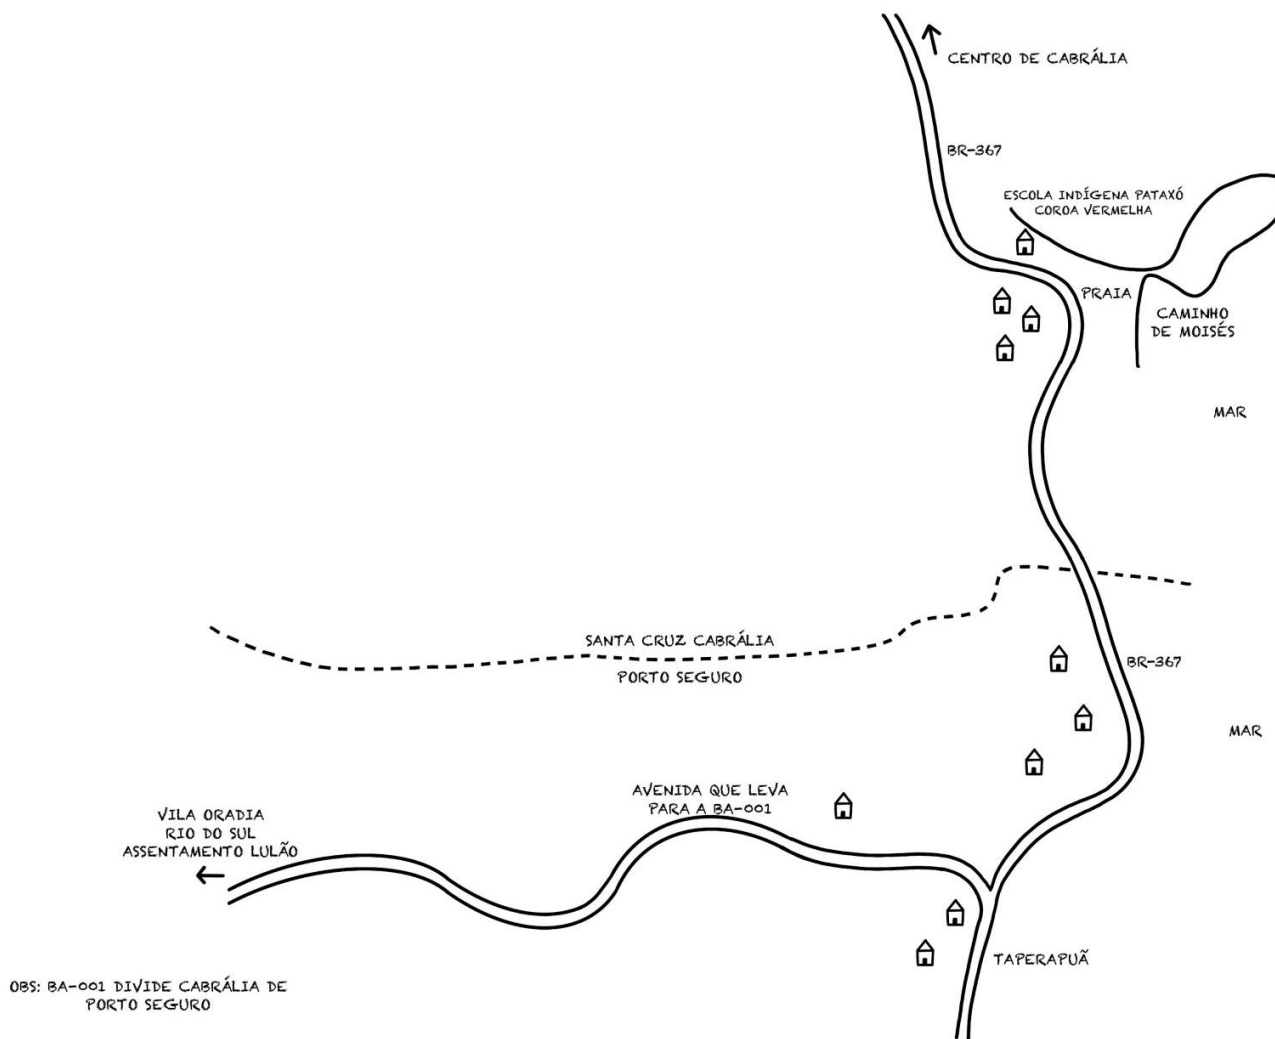 CENTRO DE CABRÁLIA
BR-367
ESCOLA INDÍGENA PATAXÓ
COROA VERMELHA
PRAIA
CAMINHO
DE MOISÉS
MAR
SANTA CRUZ CABRÁLIA
PORTO SEGURO
BR-367
MAR
AVENIDA QUE LEVA
PARA A BA-001
VILA ORADIA
RIO DO SUL
ASSENTAMENTO LULÃO
TAPERAPUÃ
OBS: BA-001 DIVIDE CABRÁLIA DE
PORTO SEGURO